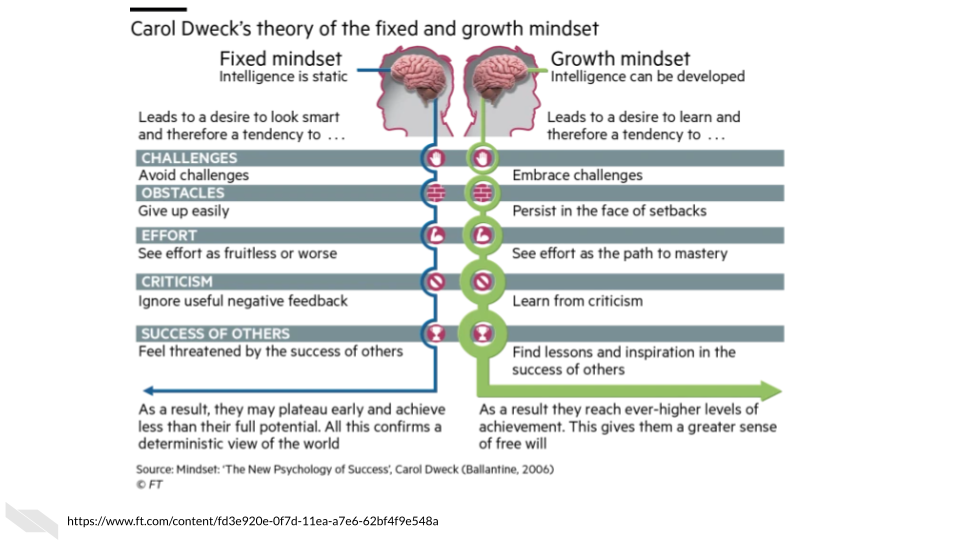 Carol Dweck’s theory of the fixed and growth mindset
Fixed mindset
Intelligence is static
Growth mindset
Intelligence can be developed
Leads to a desire to look smart
and therefore a tendency to ...
Leads to a desire to learn and
therefore a tendency to ...
CHALLENGES
Avoid challenges
Embrace challenges
OBSTACLES
Give up easily
Persist in the face of setbacks
EFFORT
See effort as fruitless or worse
See effort as the path to mastery
CRITICISM
Ignore useful negative feedback
Learn from criticism
SUCCESS OF OTHERS
Feel threatened by the success of others
Find lessons and inspiration in the
success of others
As a result, they may plateau early and achieve
less than their full potential. All this confirms a
deterministic view of the world
As a result they reach ever-higher levels of
achievement. This gives them a greater sense
of free will
Source: Mindset: ‘The New Psychology of Success’, Carol Dweck (Ballantine, 2006)
© FT
https://www.ft.com/content/fd3e920e-0f7d-11ea-a7e6-62bf4f9e548a